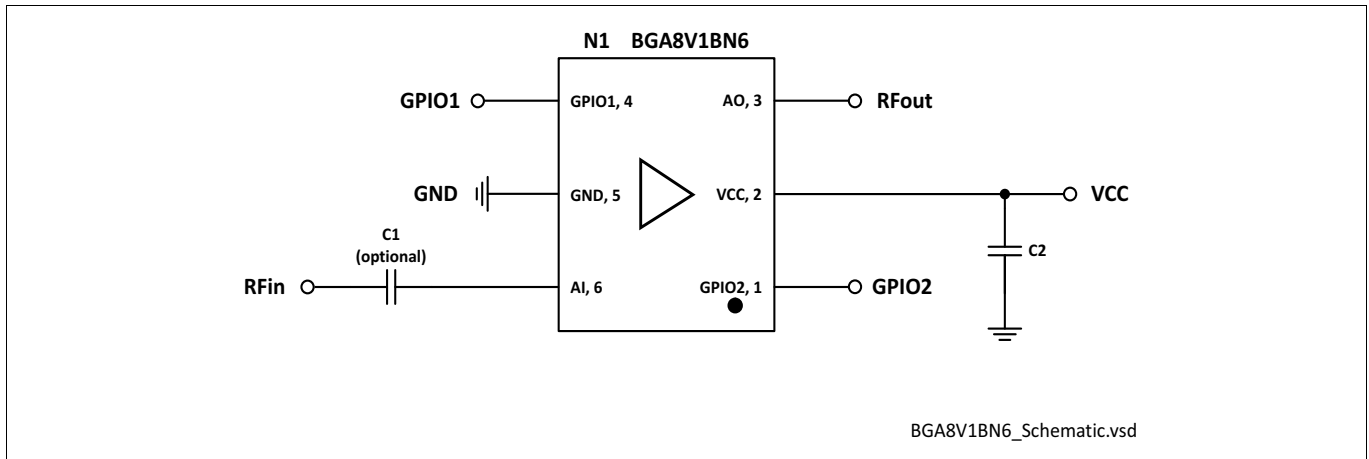 N1 BGA8V1BN6
GPIO1
GPIO1, 4
AO, 3
RFout
GND
GND, 5
VCC, 2
VCC
C1
(optional)
C2
RFin
AI, 6
GPIO2, 1
GPIO2
BGA8V1BN6_Schematic.vsd